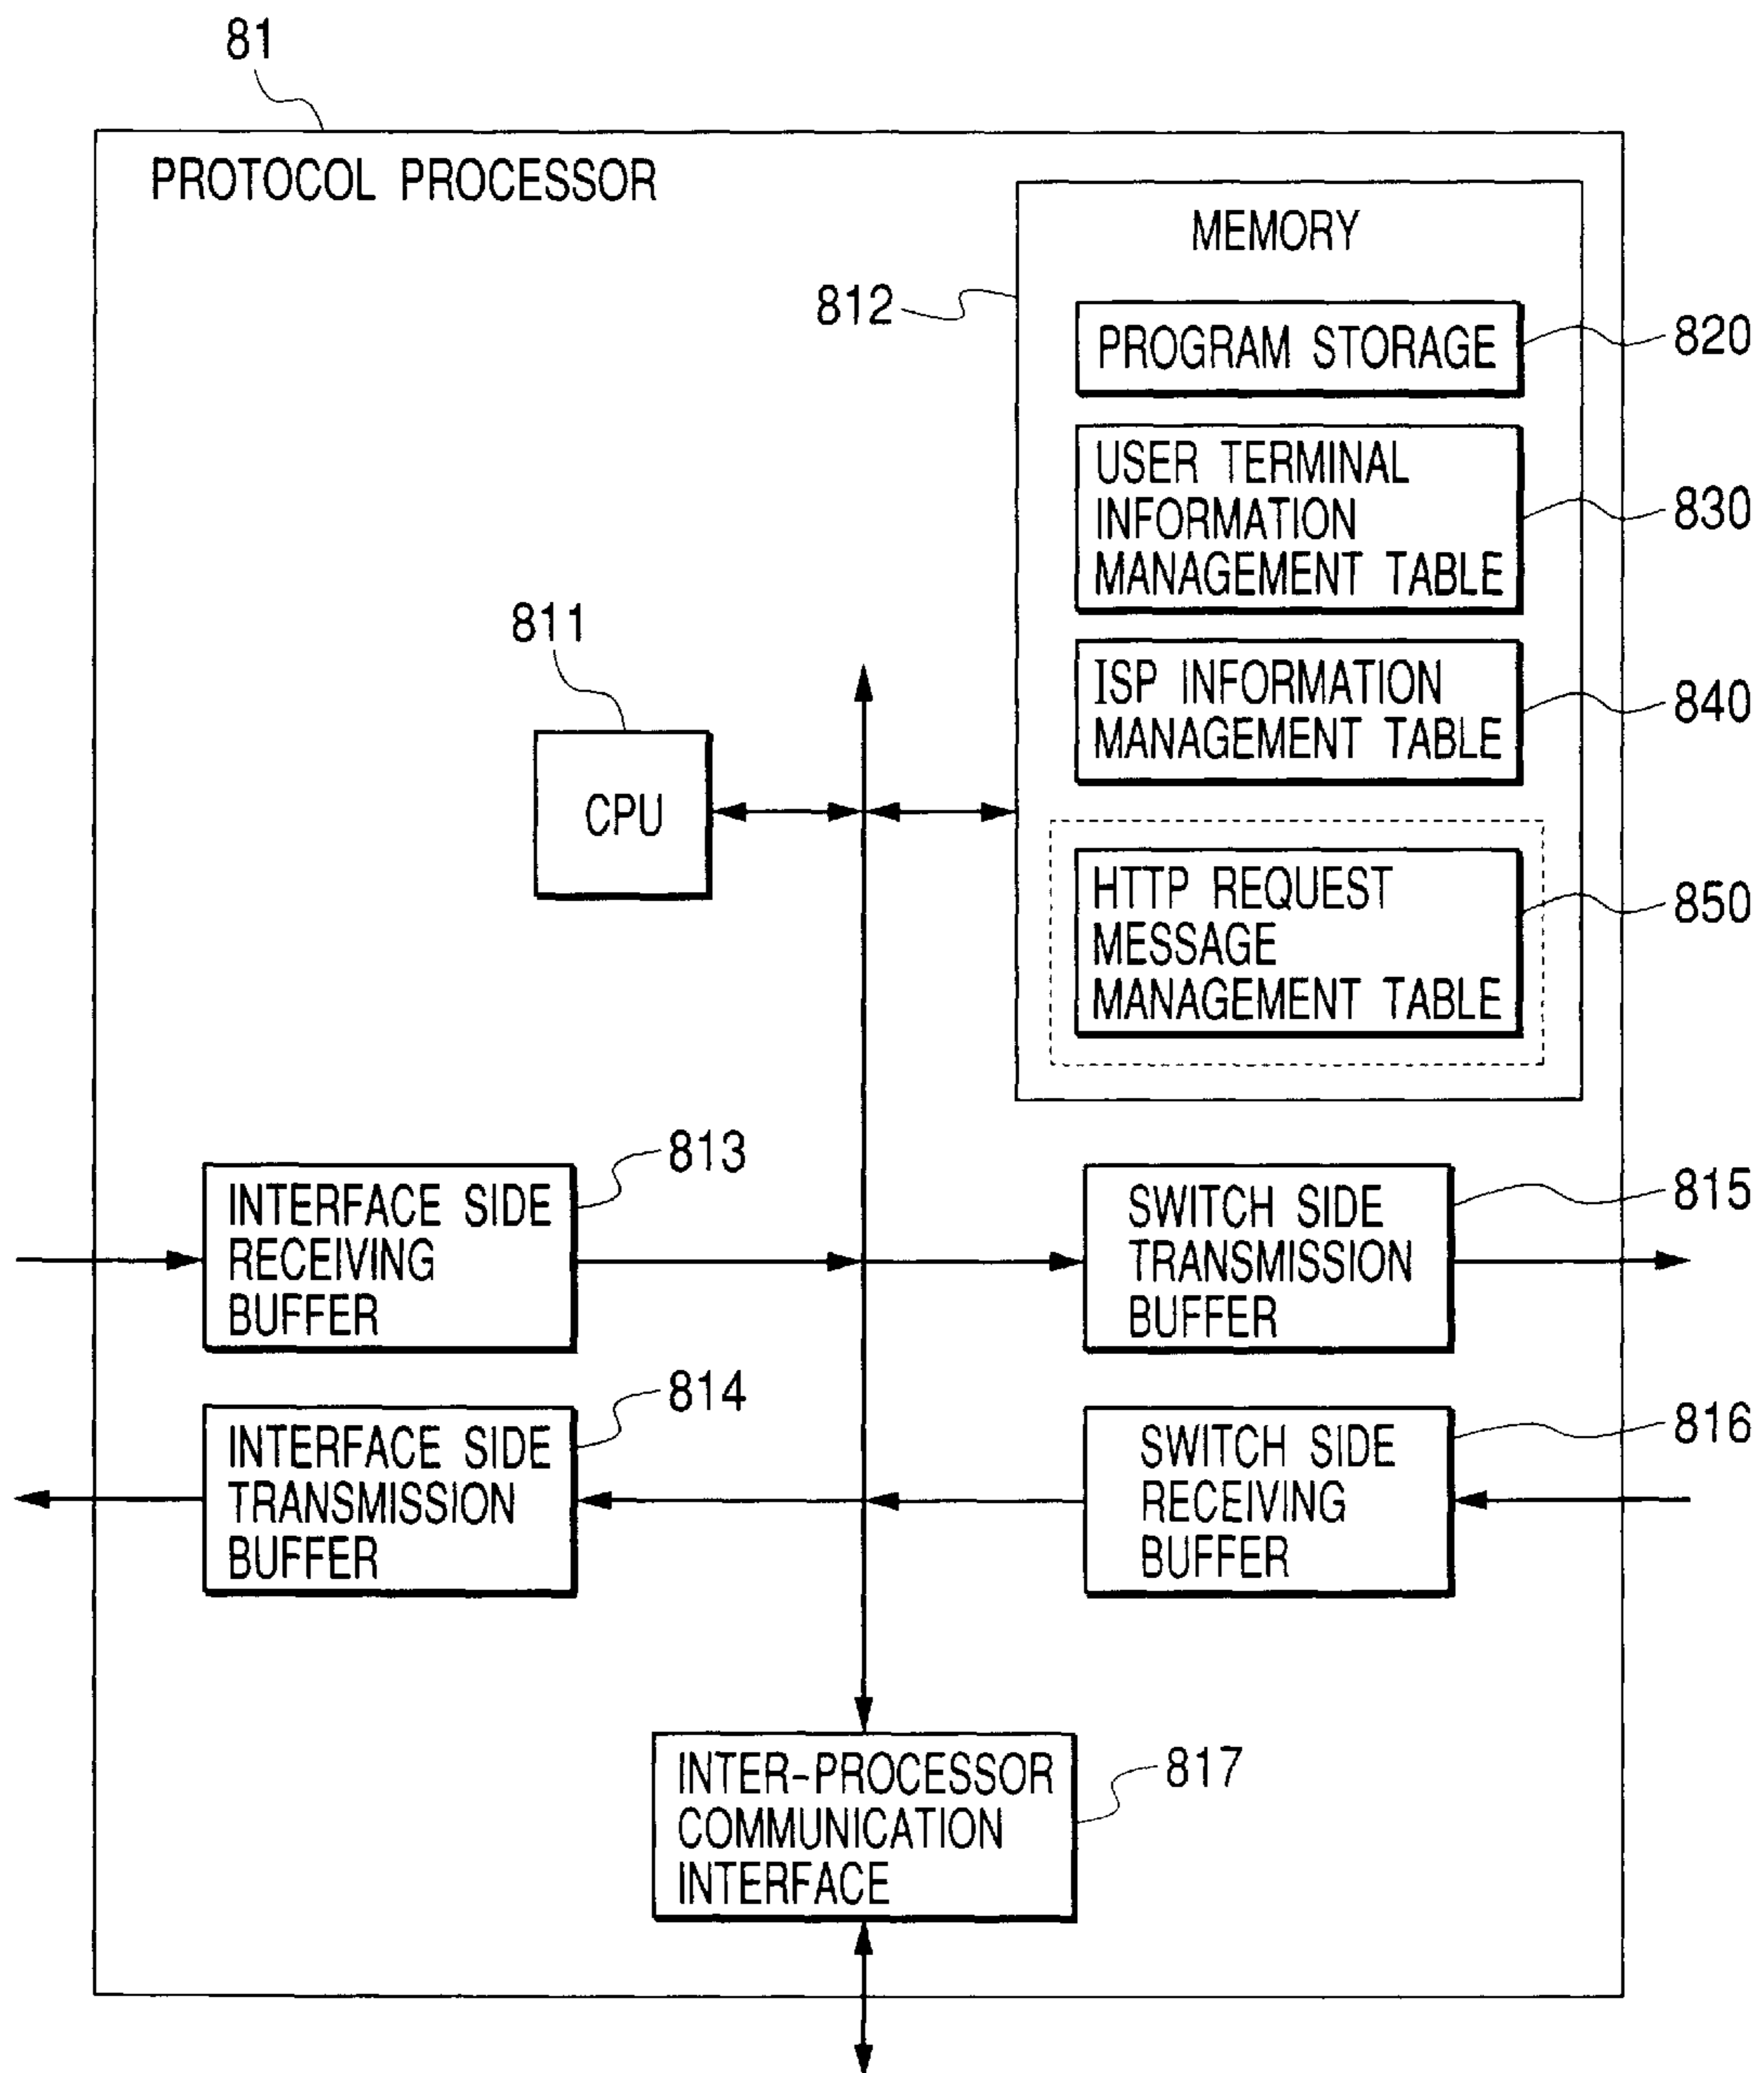 81
PROTOCOL PROCESSOR
MEMORY
812
PROGRAM STORAGE
820
USER TERMINAL
INFORMATION
MANAGEMENT TABLE
830
811
ISP INFORMATION
MANAGEMENT TABLE
840
CPU
HTTP REQUEST
MESSAGE
MANAGEMENT TABLE
850
813
INTERFACE SIDE
RECEIVING
BUFFER
SWITCH SIDE
TRANSMISSION
BUFFER
815
814
INTERFACE SIDE
TRANSMISSION
BUFFER
SWITCH SIDE
RECEIVING
BUFFER
816
INTER-PROCESSOR
COMMUNICATION
INTERFACE
817